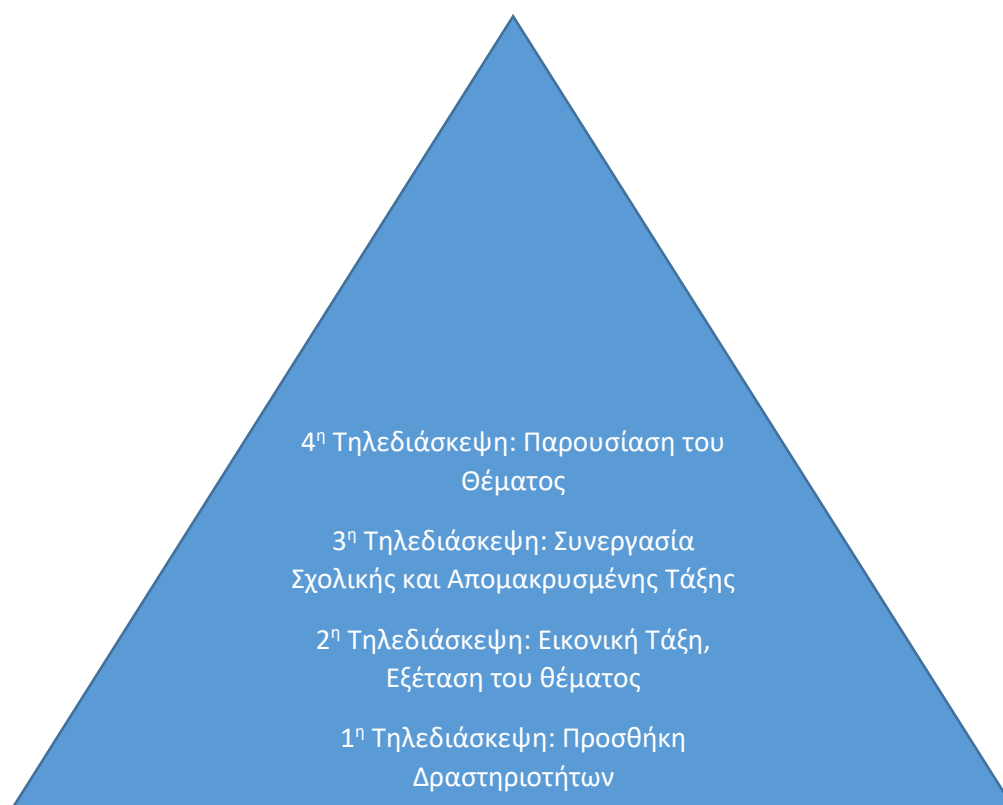 4η Τηλεδιάσκεψη: Παρουσίαση του
Θέματος
3η Τηλεδιάσκεψη: Συνεργασία
Σχολικής και Απομακρυσμένης Τάξης
2η Τηλεδιάσκεψη: Εικονική Τάξη,
Εξέταση του θέματος
1η Τηλεδιάσκεψη: Προσθήκη
Δραστηριοτήτων